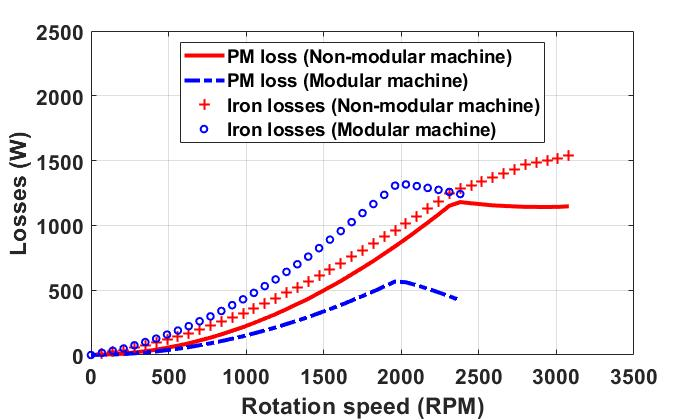 2500
2000
1500
1000
500
0
Losses (W)
PM loss (Non-modular machine)
PM loss (Modular machine)
Iron losses (Non-modular machine)
Iron losses (Modular machine)
0 500 1000 1500 2000 2500 3000 3500
Rotation speed (RPM)